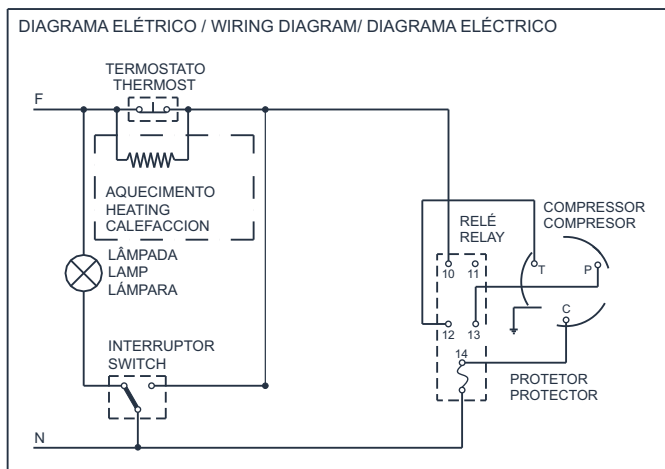 DIAGRAMA ELÉTRICO / WIRING DIAGRAM/ DIAGRAMA ELÉCTRICO
TERMOSTATO
THERMOST
F
AQUECIMENTO
HEATING
CALEFACCION
LÂMPADA
LAMP
LÁMPARA
INTERRUPTOR
SWITCH
N
RELÉ
RELAY
COMPRESSOR
COMPRESOR
10 11
T P
C
12 13
14
PROTETOR
PROTECTOR